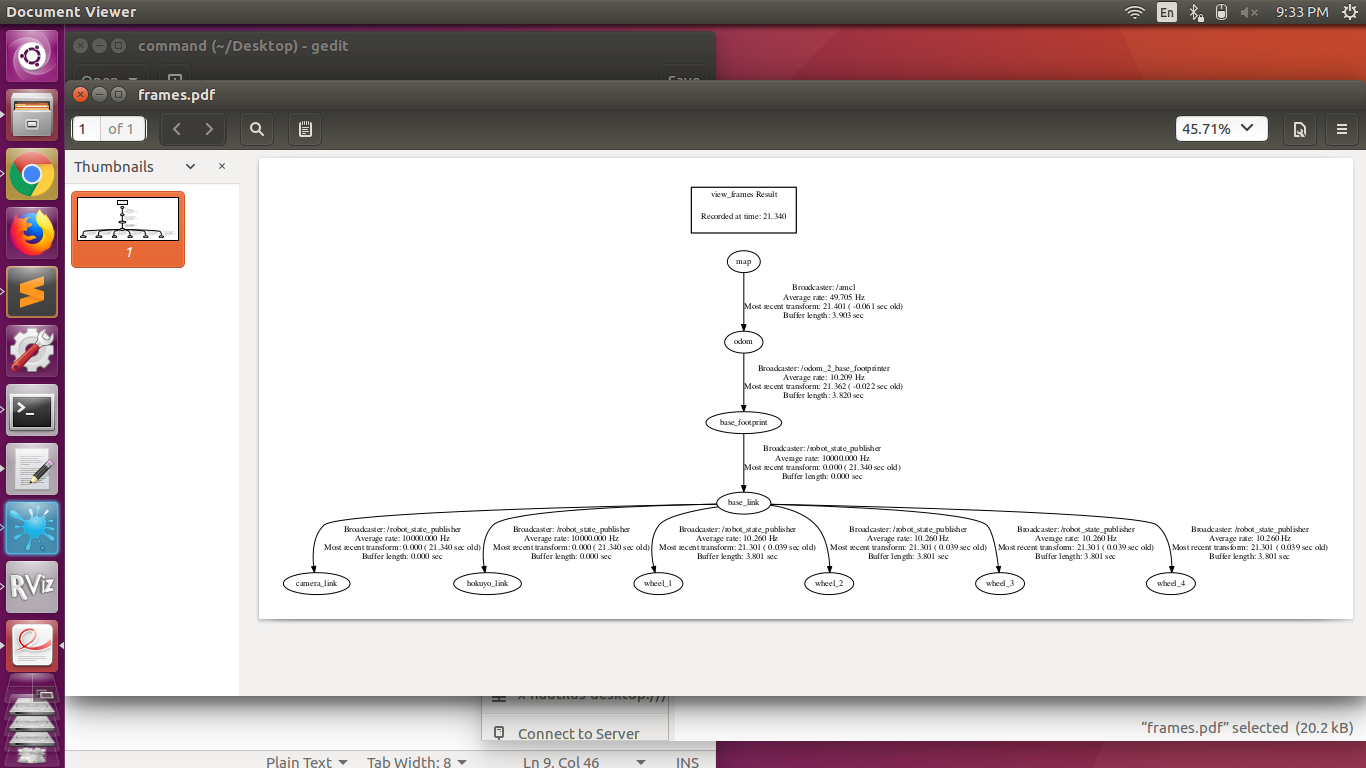 Document Viewer
En
9:33 PM
command (~/Desktop) - gedit
Open
Save
frames.pdf
1 of 1
45.71%
Thumbnails
1
view_frames Result
Recorded at time: 21.340
map
Broadcaster: /amcl
Average rate: 49.705 Hz
Most recent transform: 21.401 ( -0.061 sec old)
Buffer length: 3.903 sec
odom
Broadcaster: /odom_2_base_footprinter
Average rate: 10.209 Hz
Most recent transform: 21.362 ( -0.022 sec old)
Buffer length: 3.820 sec
base_footprint
Broadcaster: /robot_state_publisher
Average rate: 10000.000 Hz
Most recent transform: 0.000 ( 21.340 sec old)
Buffer length: 0.000 sec
base_link
Broadcaster: /robot_state_publisher
Average rate: 10000.000 Hz
Most recent transform: 0.000 ( 21.340 sec old)
Buffer length: 0.000 sec
camera_link
Broadcaster: /robot_state_publisher
Average rate: 10000.000 Hz
Most recent transform: 0.000 ( 21.340 sec old)
Buffer length: 0.000 sec
hokuyo_link
Broadcaster: /robot_state_publisher
Average rate: 10.260 Hz
Most recent transform: 21.301 ( 0.039 sec old)
Buffer length: 3.801 sec
wheel_1
Broadcaster: /robot_state_publisher
Average rate: 10.260 Hz
Most recent transform: 21.301 ( 0.039 sec old)
Buffer length: 3.801 sec
wheel_2
Broadcaster: /robot_state_publisher
Average rate: 10.260 Hz
Most recent transform: 21.301 ( 0.039 sec old)
Buffer length: 3.801 sec
wheel_3
Broadcaster: /robot_state_publisher
Average rate: 10.260 Hz
Most recent transform: 21.301 ( 0.039 sec old)
Buffer length: 3.801 sec
wheel_4
RViz
x-nautilus-desktop:///
Connect to Server
"frames.pdf" selected (20.2 kB)
Plain Text
Tab Width: 8
Ln 9, Col 46
INS